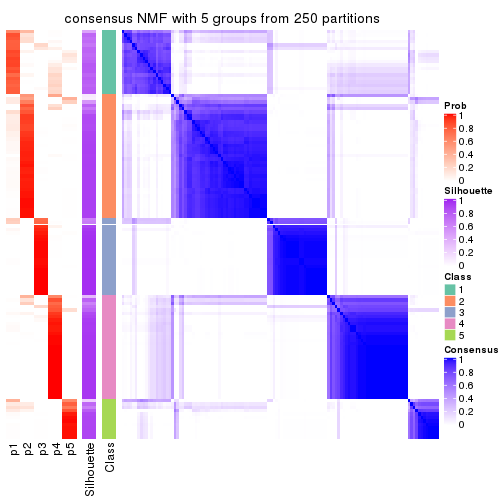 consensus NMF with 5 groups from 250 partitions
Prob
1
0.8
0.6
0.4
0.2
0
Silhouette
1
0.8
0.6
0.4
0.2
0
Class
1
2
3
4
5
Consensus
1
0.8
0.6
0.4
0.2
0
p1
p2
p3
p4
p5
Silhouette
Class